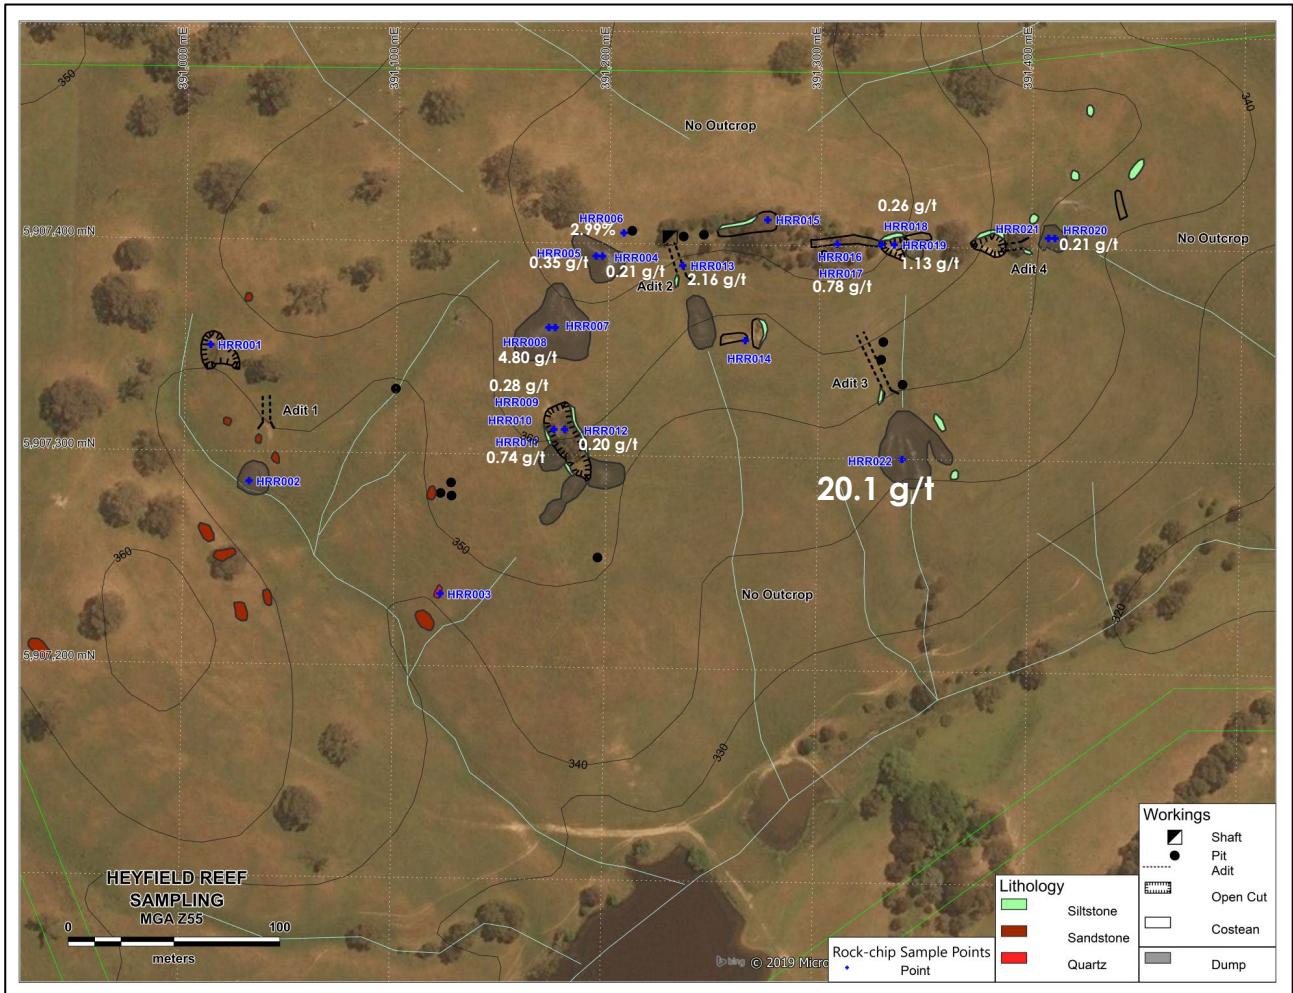 391,000 mE
391,100 mE
391,200 mE
391,300 mE
391,400 mE
350
340
No Outcrop
0.26 g/t
HRR006
2.99%
HRR015
HRR018
HRR021
HRR020
0.21 g/t
No Outcrop
5,907,400 mN
HRR005
0.35 g/t
HRR004
0.21 g/t
HRR013
2.16 g/t
Adit 2
HRR016
HRR017
0.78 g/t
HRR019
1.13 g/t
Adit 4
HRR001
HRR007
HRR008
4.80 g/t
HRR014
0.28 g/t
HRR009
HRR010
HRR011
0.74 g/t
360
HRR012
0.20 g/t
Adit 3
Adit 1
5,907,300 mN
HRR002
HRR022
20.1 g/t
360
350
HRR003
No Outcrop
320
5,907,200 mN
340
330
HEYFIELD REEF
SAMPLING
MGA Z55
0 100
meters
bing © 2019 Micro
Rock-chip Sample Points
Point
Lithology
Siltstone
Sandstone
Quartz
Workings
Shaft
Pit
Adit
Open Cut
Costean
Dump